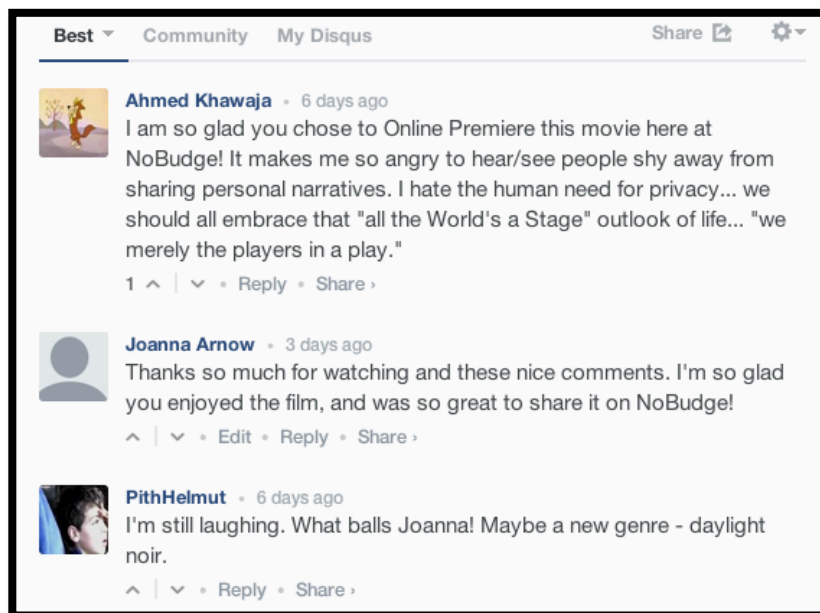 Best Community My Disqus Share
Ahmed Khawaja • 6 days ago
I am so glad you chose to Online Premiere this movie here at
NoBudge! It makes me so angry to hear/see people shy away from
sharing personal narratives. I hate the human need for privacy... we
should all embrace that "all the World's a Stage" outlook of life... "we
merely the players in a play."
1 • Reply • Share ›
Joanna Arnow • 3 days ago
Thanks so much for watching and these nice comments. I'm so glad
you enjoyed the film, and was so great to share it on NoBudge!
• Edit • Reply • Share ›
PithHelmut • 6 days ago
I'm still laughing. What balls Joanna! Maybe a new genre - daylight
noir.
• Reply • Share ›